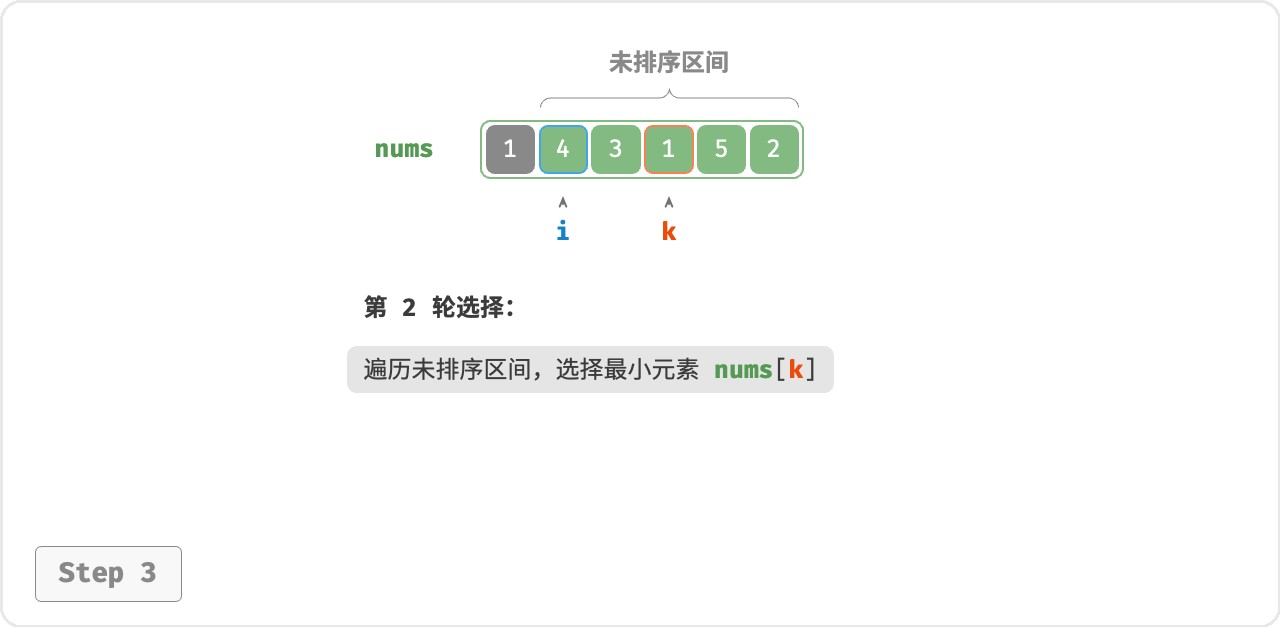 未排序区间
nums 1 4 3 1 5 2
i k
第 2 轮选择：
遍历未排序区间，选择最小元素 nums[k]
Step 3